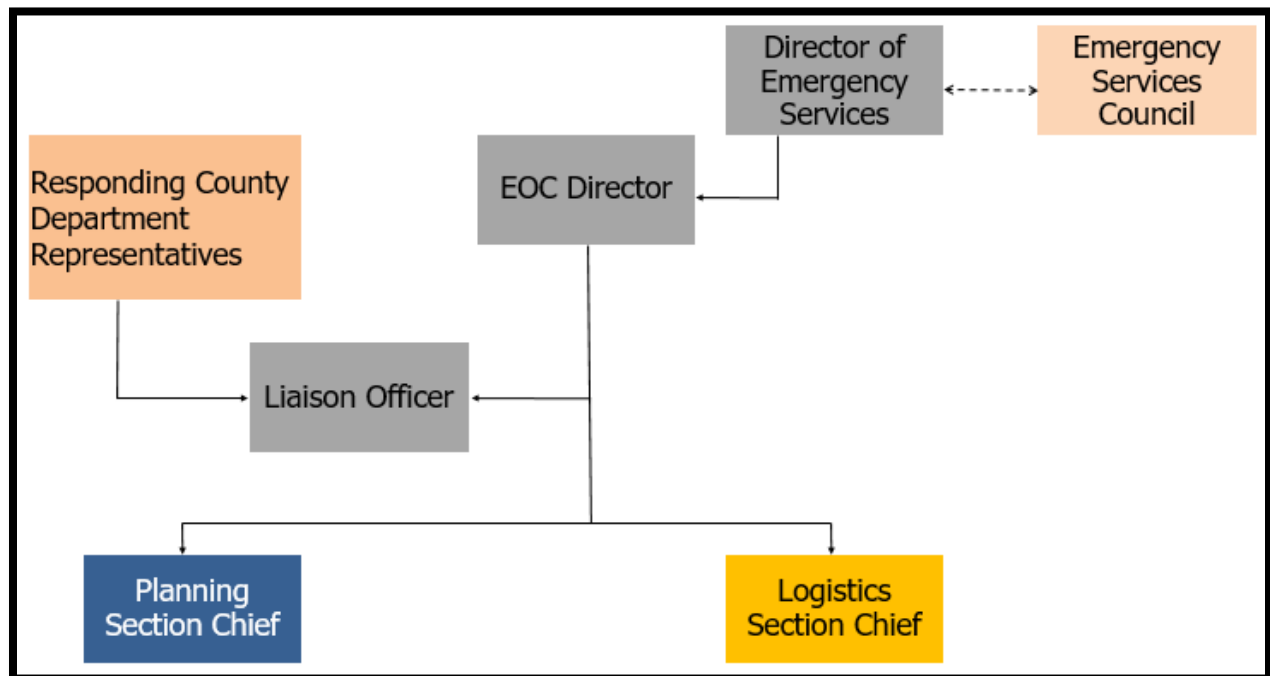 Director of
Emergency
Services
Emergency
Services
Council
Responding County
Department
Representatives
EOC Director
Liaison Officer
Planning
Section Chief
Logistics
Section Chief